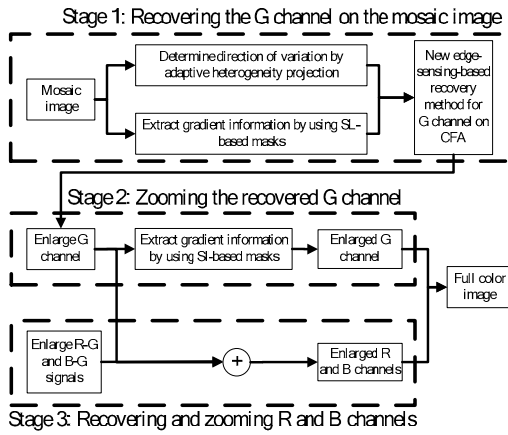 Stage 1: Recovering the G channel on the mosaic image
Mosaic
image
Determine direction of variation by
adaptive heterogeneity projection
Extract gradient information by using SL-
based masks
New edge-
sensing-based
recovery
method for
G channel on
CFA
Stage 2: Zooming the recovered G channel
Enlarge G
channel
Extract gradient information
by using Sl-based masks
Enlarged G
channel
Full color
image
Enlarge R-G
and B-G
signals
+
Enlarged R
and B channels
Stage 3: Recovering and zooming R and B channels